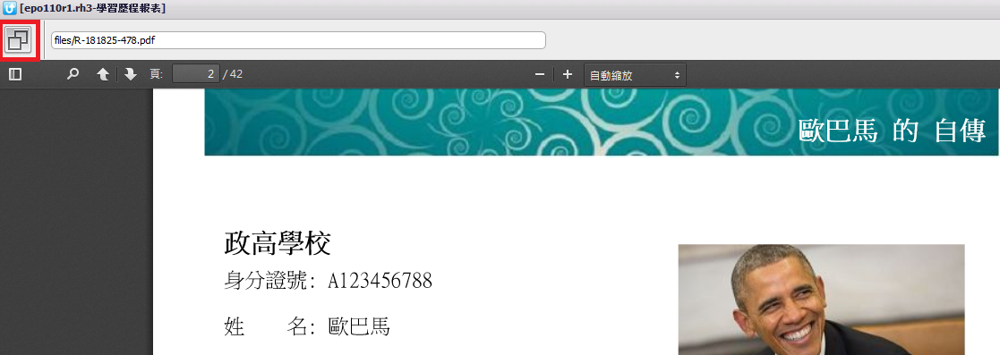 [epo110r1.rh3-學習歷程報表]
files/R-181825-478.pdf
頁: 2 / 42 自動縮放
歐巴馬 的 自傳
政高學校
身分證號: A123456788
姓 名: 歐巴馬